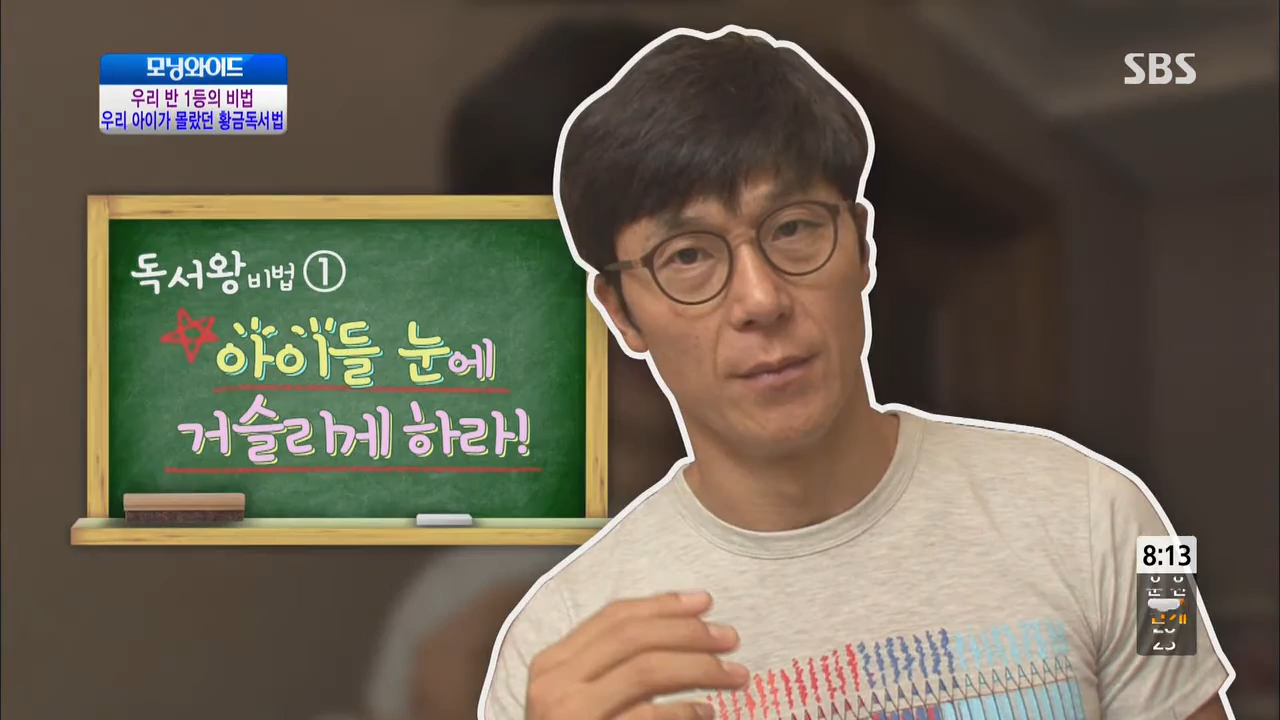 모닝와이드
우리 반 1등의 비법
우리 아이가 몰랐던 황금독서법
SBS
독서왕 비법 ①
아이들 눈에
거슬리게 하라!
8:13